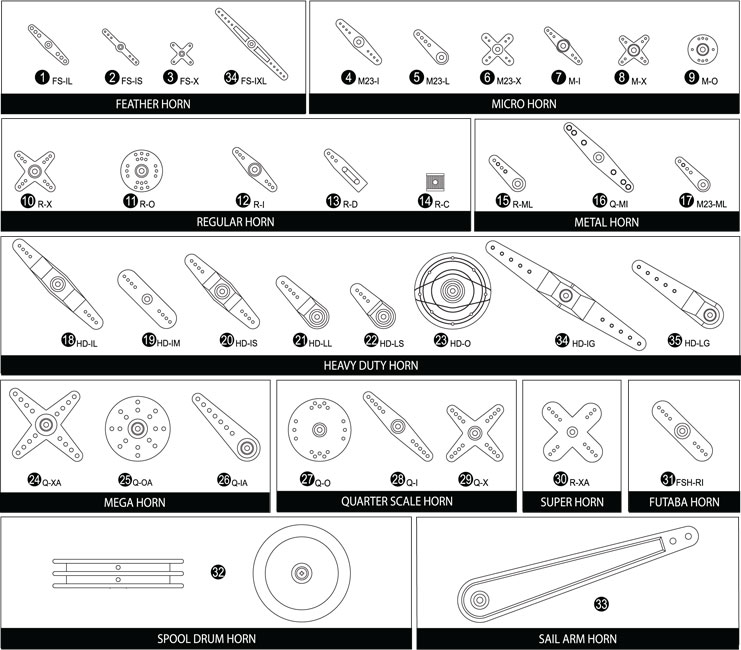 1 FS-IL 2 FS-IS 3 FS-X 34 FS-IXL
FEATHER HORN
4 M23-I 5 M23-L 6 M23-X 7 M-I 8 M-X 9 M-O
MICRO HORN
10 R-X 11 R-O 12 R-I 13 R-D 14 R-C
REGULAR HORN
15 R-ML 16 Q-MI 17 M23-ML
METAL HORN
18 HD-IL 19 HD-IM 20 HD-IS 21 HD-LL 22 HD-LS 23 HD-O 34 HD-IG 35 HD-LG
HEAVY DUTY HORN
24 Q-XA 25 Q-OA 26 Q-IA
MEGA HORN
27 Q-O 28 Q-I 29 Q-X
QUARTER SCALE HORN
30 R-XA
SUPER HORN
31 FSH-RI
FUTABA HORN
32
SPOOL DRUM HORN
33
SAIL ARM HORN